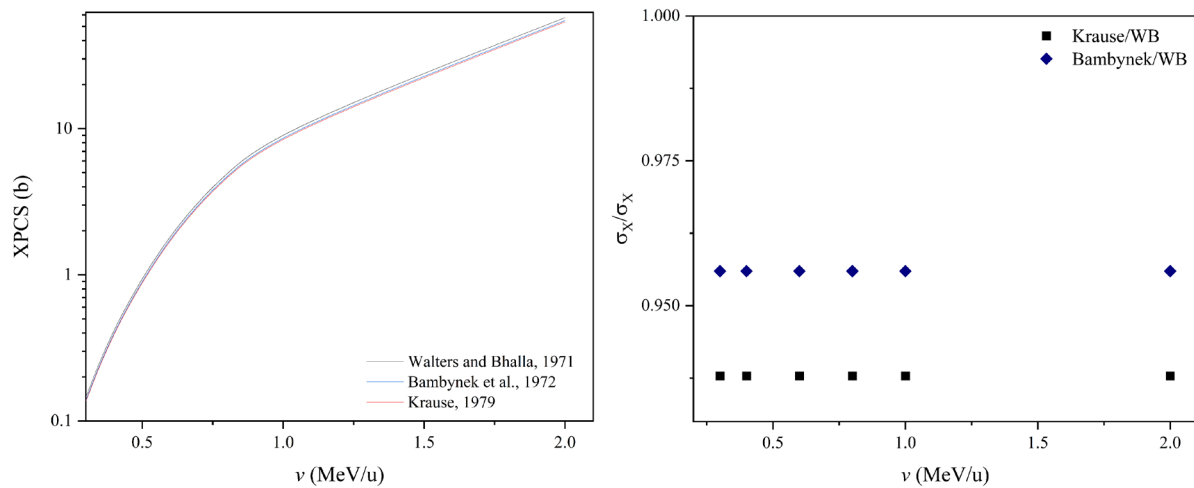 10
1
0.1
XPCS (b)
0.5
1.0
1.5
2.0
v (MeV/u)
Walters and Bhalla, 1971
Bambynek et al., 1972
Krause, 1979
1.000
0.975
0.950
σX/σX
0.5
1.0
1.5
2.0
v (MeV/u)
Krause/WB
Bambynek/WB